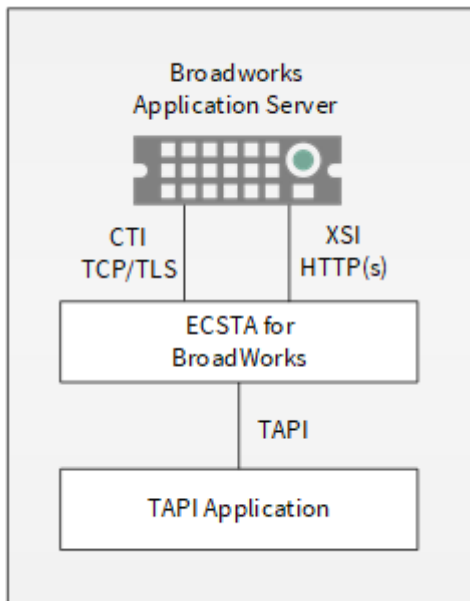 Broadworks
Application Server
CTI
TCP/TLS
XSI
HTTP(s)
ECSTA for
BroadWorks
TAPI
TAPI Application